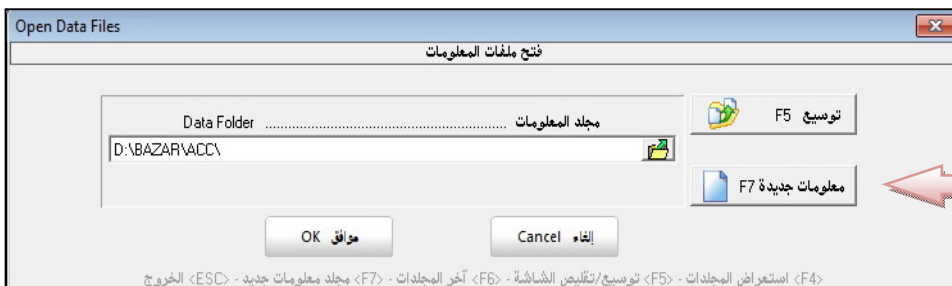 Open Data Files
فتح ملفات المعلومات
توسيع F5
Data Folder ........................................................ مجلد المعلومات
D:\BAZAR\ACC\
معلومات جديدة F7
موافق OK
إلغاء Cancel
<F4> استعراض المجلدات - <F5> توسيع/تقليص الشاشة - <F6> آخر المجلدات - <F7> مجلد معلومات جديد - <ESC> الخروج